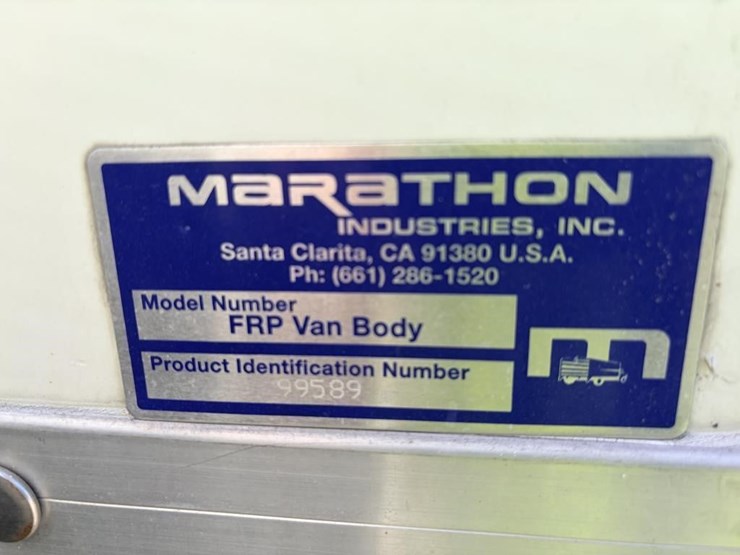 MaRaTHON
INDUSTRIES, INC.
Santa Clarita, CA 91380 U.S.A.
Ph: (661) 286-1520
Model Number
FRP Van Body
Product Identification Number
99589
m